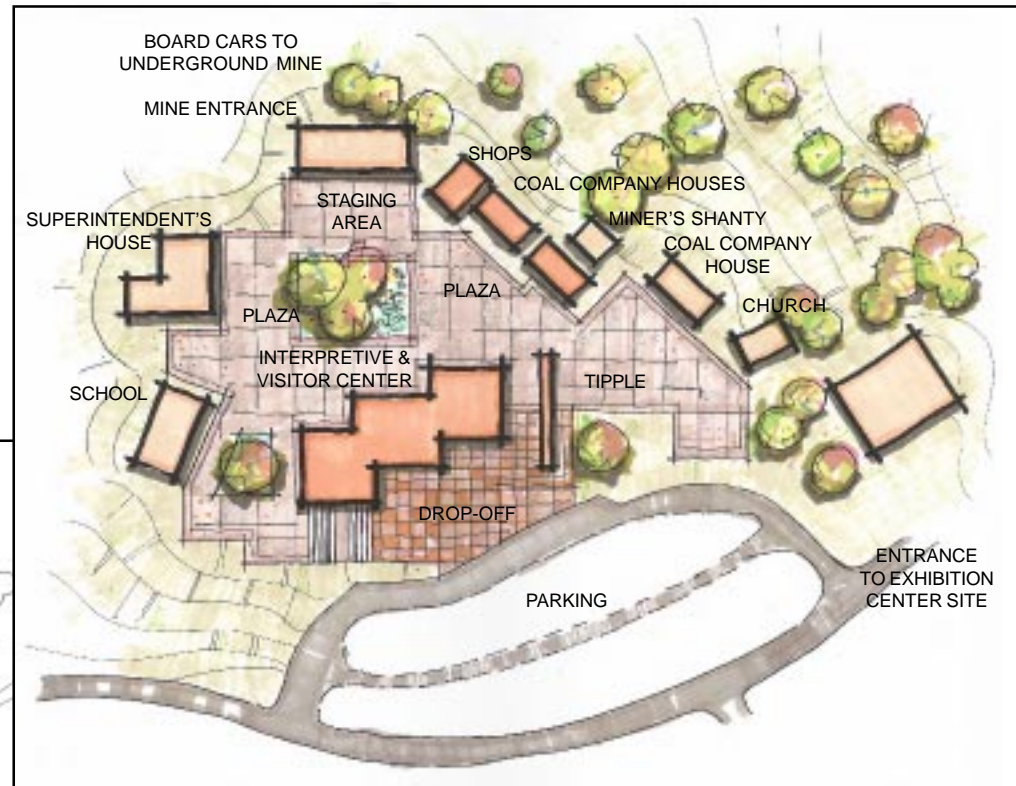 BOARD CARS TO
UNDERGROUND MINE
MINE ENTRANCE
SHOPS
COAL COMPANY HOUSES
STAGING
AREA
MINER'S SHANTY
SUPERINTENDENT'S
HOUSE
COAL COMPANY
HOUSE
PLAZA
PLAZA
CHURCH
INTERPRETIVE &
VISITOR CENTER
TIPPLE
SCHOOL
DROP-OFF
ENTRANCE
TO EXHIBITION
CENTER SITE
PARKING